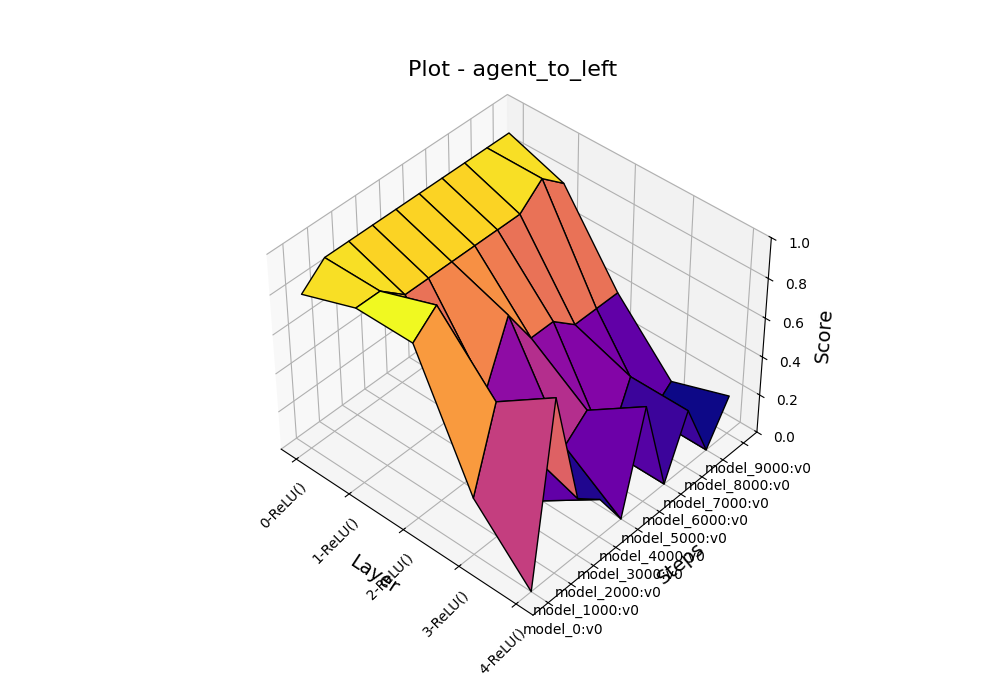 Plot - agent_to_left
1.0
0.8
0.6
0.4
0.2
0.0
Score
model_9000:v0
model_8000:v0
model_7000:v0
model_6000:v0
model_5000:v0
model_4000:v0
model_3000:v0
model_2000:v0
model_1000:v0
model_0:v0
steps
0-ReLU()
1-ReLU()
2-ReLU()
3-ReLU()
4-ReLU()
Layer